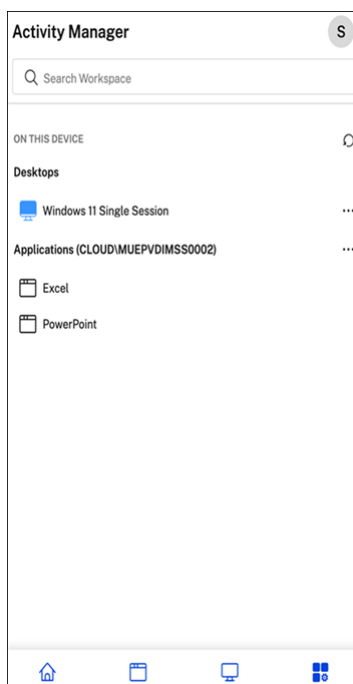 Activity Manager
S
Search Workspace
ON THIS DEVICE
Desktops
Windows 11 Single Session
Applications (CLOUD\MUEPVDIMSS0002)
Excel
PowerPoint